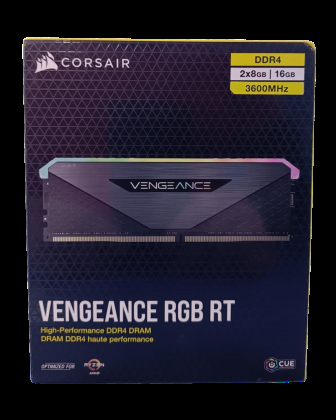 CORSAIR
DDR4
2x8GB | 16GB
3600MHz
VENGEANCE
VENGEANCE RGB RT
High-Performance DDR4 DRAM
DRAM DDR4 haute performance
OPTIMIZED FOR
RYZEN
AMD
CUE